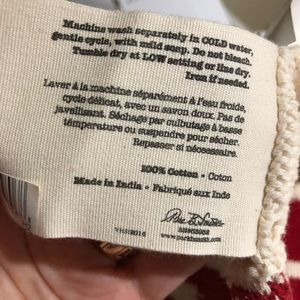 Machine wash separately in COLD water,
gentle cycle, with mild soap. Do not bleach.
Tumble dry at LOW setting or line dry.
Iron if needed.
Laver à la machine séparément à l'eau froide,
cycle délicat, avec un savon doux. Pas de
javellisant. Séchage par culbutage à basse
température ou suspendre pour sécher.
Repasser si nécessaire.
100% Cotton • Coton
Made in India • Fabriqué aux Inde